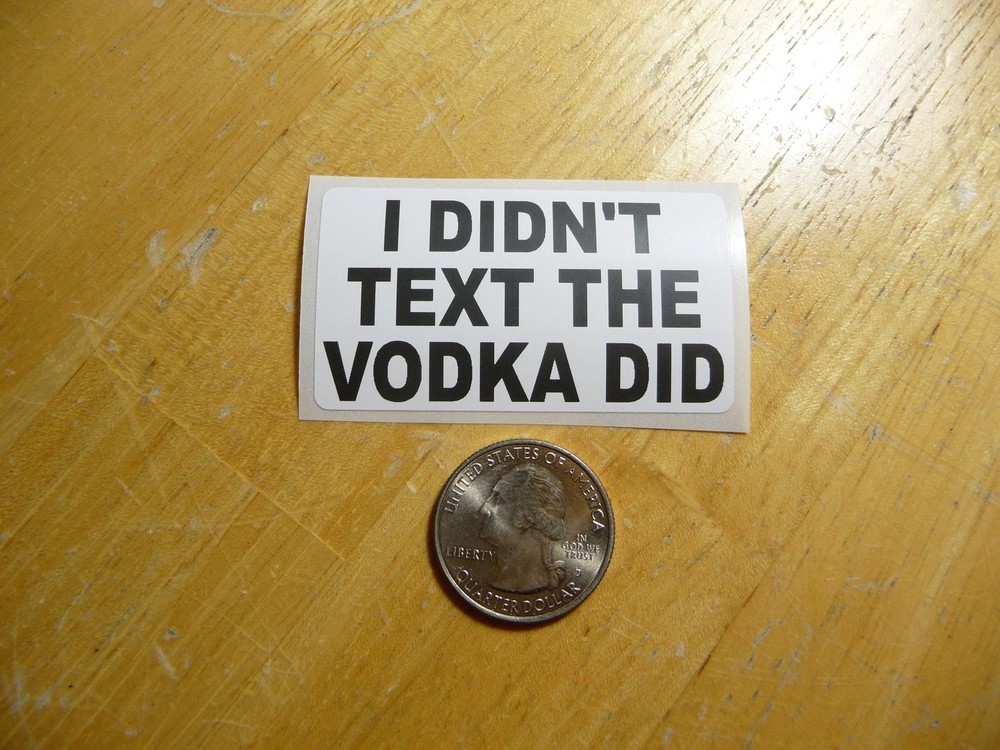 I DIDN'T
TEXT THE
VODKA DID
UNITED STATES OF AMERICA
LIBERTY
IN
GOD WE
TRUST
D
QUARTER DOLLAR